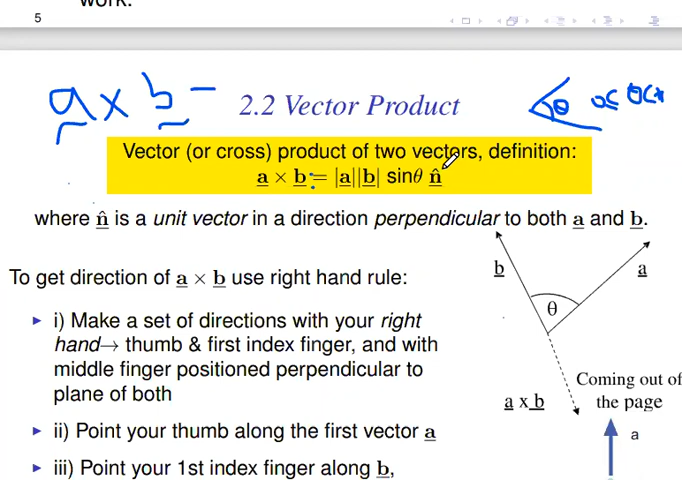 work.
5
a x b
2.2 Vector Product
θ
Vector (or cross) product of two vectors, definition:
a × b := |a||b| sinθ n̂
where n̂ is a unit vector in a direction perpendicular to both a and b.
To get direction of a × b use right hand rule:
b
a
θ
▶ i) Make a set of directions with your right
hand→ thumb & first index finger, and with
middle finger positioned perpendicular to
plane of both
Coming out of
the page
a x b
▶ ii) Point your thumb along the first vector a
a
▶ iii) Point your 1st index finger along b,